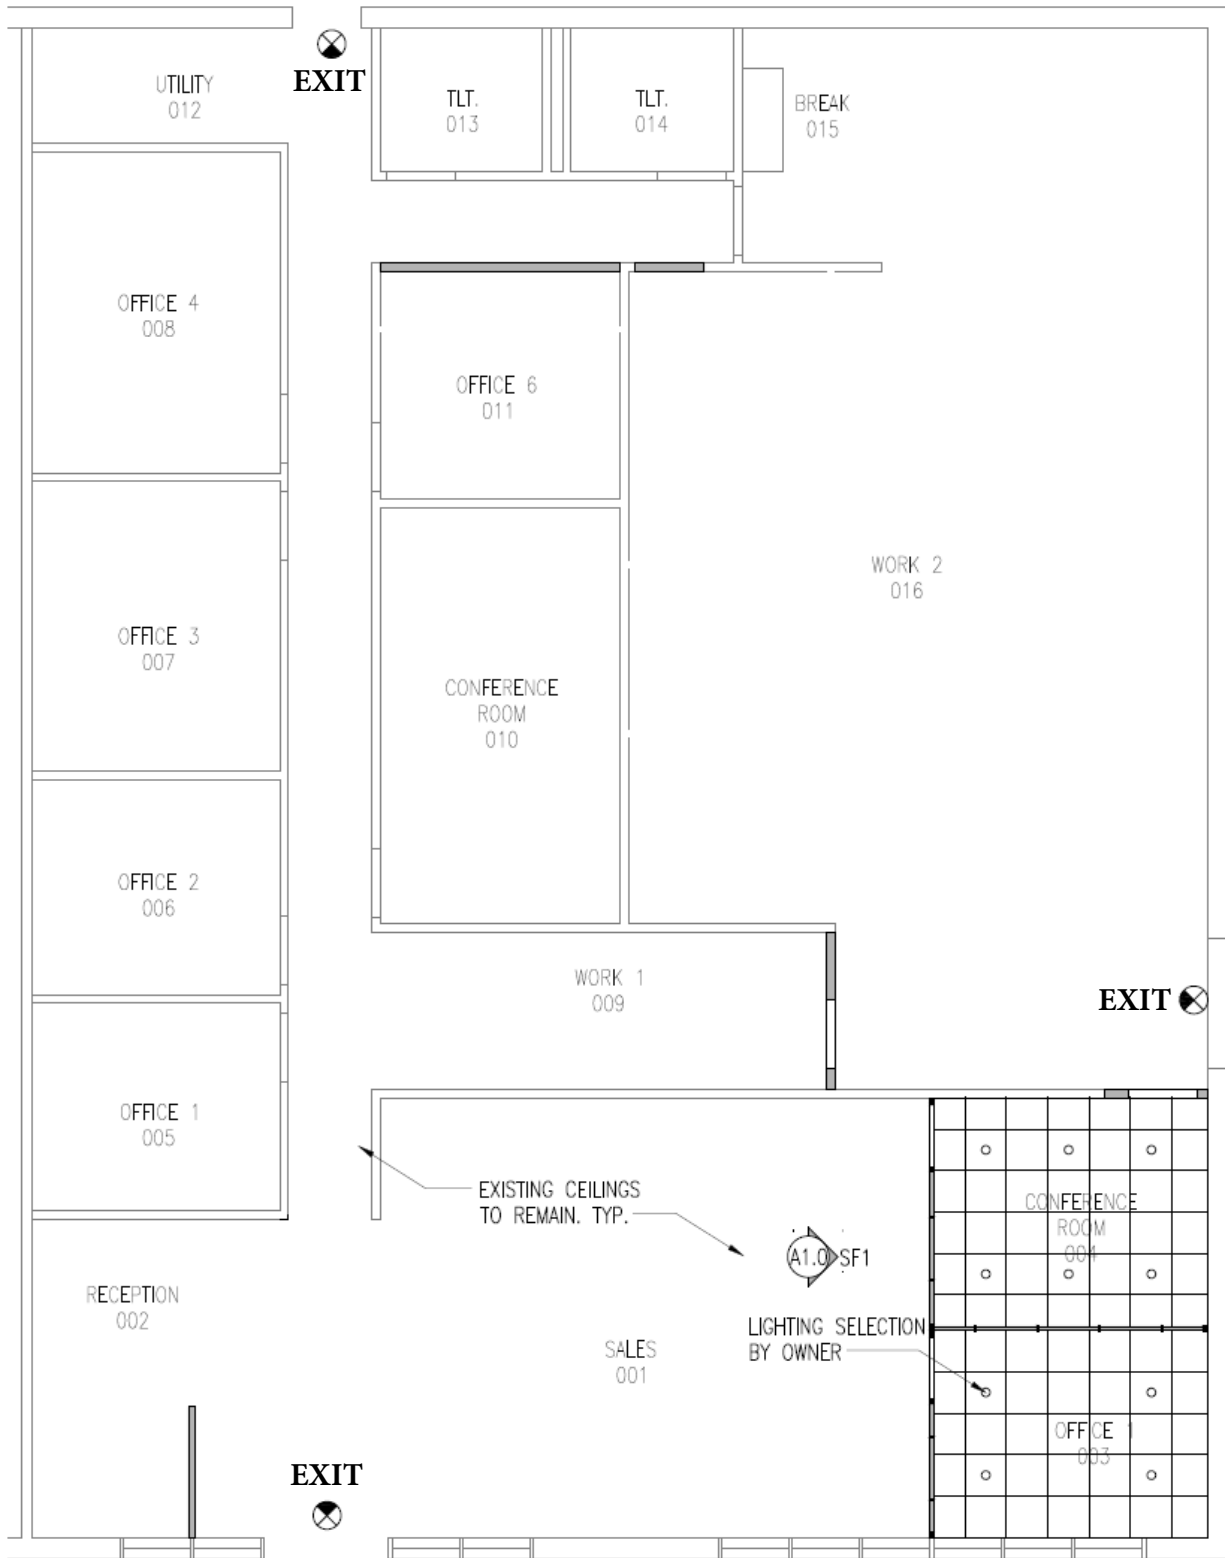 EXIT
UTILITY
012
TLT.
013
TLT.
014
BREAK
015
OFFICE 4
008
OFFICE 6
011
WORK 2
016
OFFICE 3
007
CONFERENCE
ROOM
010
OFFICE 2
006
WORK 1
009
EXIT
OFFICE 1
005
EXISTING CEILINGS
TO REMAIN. TYP.
CONFERENCE
ROOM
004
A1.0 SF1
RECEPTION
002
LIGHTING SELECTION
BY OWNER
SALES
001
OFFICE 1
003
EXIT